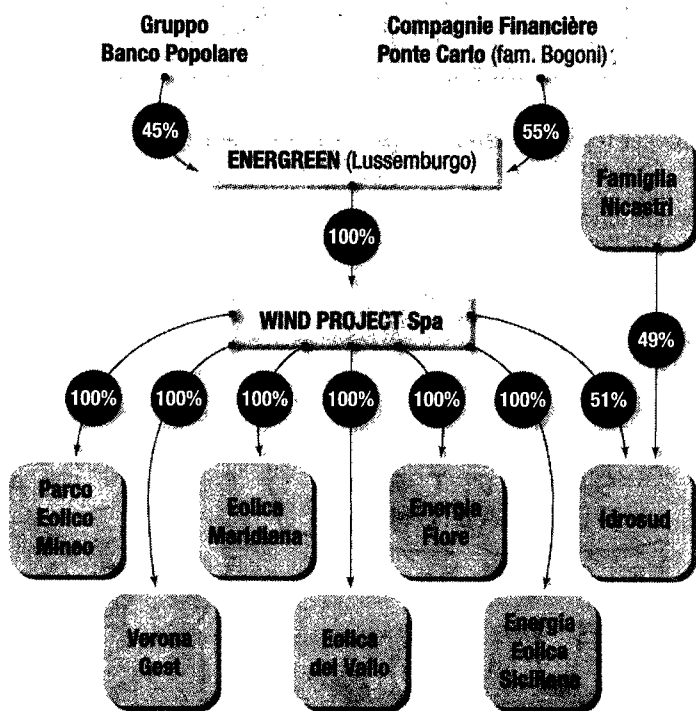 Gruppo
Banco Popolare
Compagnie Financière
Ponte Carlo (fam. Bogoni)
45%
55%
ENERGREEN (Lussemburgo)
Famiglia
Nicastri
100%
WIND PROJECT Spa
49%
100%
100%
100%
100%
100%
100%
51%
Parco
Eolico
Mineo
Eolica
Maridiana
Energia
Fiore
Idrosud
Verona
Gest
Eolica
del Vallo
Energia
Eolica
Siciliana